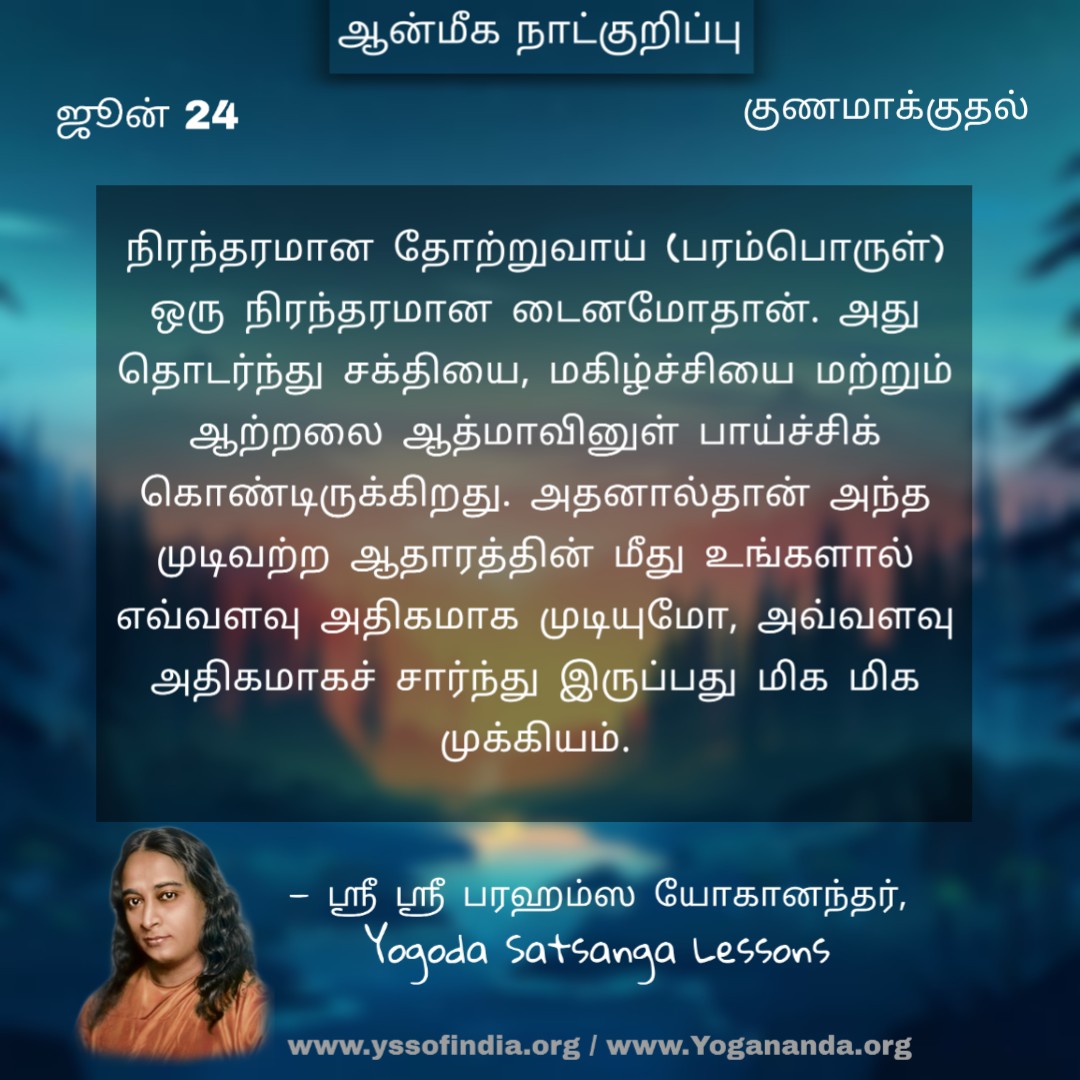 ஆன்மீக நாட்குறிப்பு
ஜூன் 24
குணமாக்குதல்
நிரந்தரமான தோற்றுவாய் (பரம்பொருள்)
ஒரு நிரந்தரமான டைனமோதான். அது
தொடர்ந்து சக்தியை, மகிழ்ச்சியை மற்றும்
ஆற்றலை ஆத்மாவினுள் பாய்ச்சிக்
கொண்டிருக்கிறது. அதனால்தான் அந்த
முடிவற்ற ஆதாரத்தின் மீது உங்களால்
எவ்வளவு அதிகமாக முடியுமோ, அவ்வளவு
அதிகமாகச் சார்ந்து இருப்பது மிக மிக
முக்கியம்.
– ஸ்ரீ ஸ்ரீ பரஹம்ஸ யோகானந்தர்,
Yogoda Satsanga Lessons
www.yssofindia.org / www.Yogananda.org